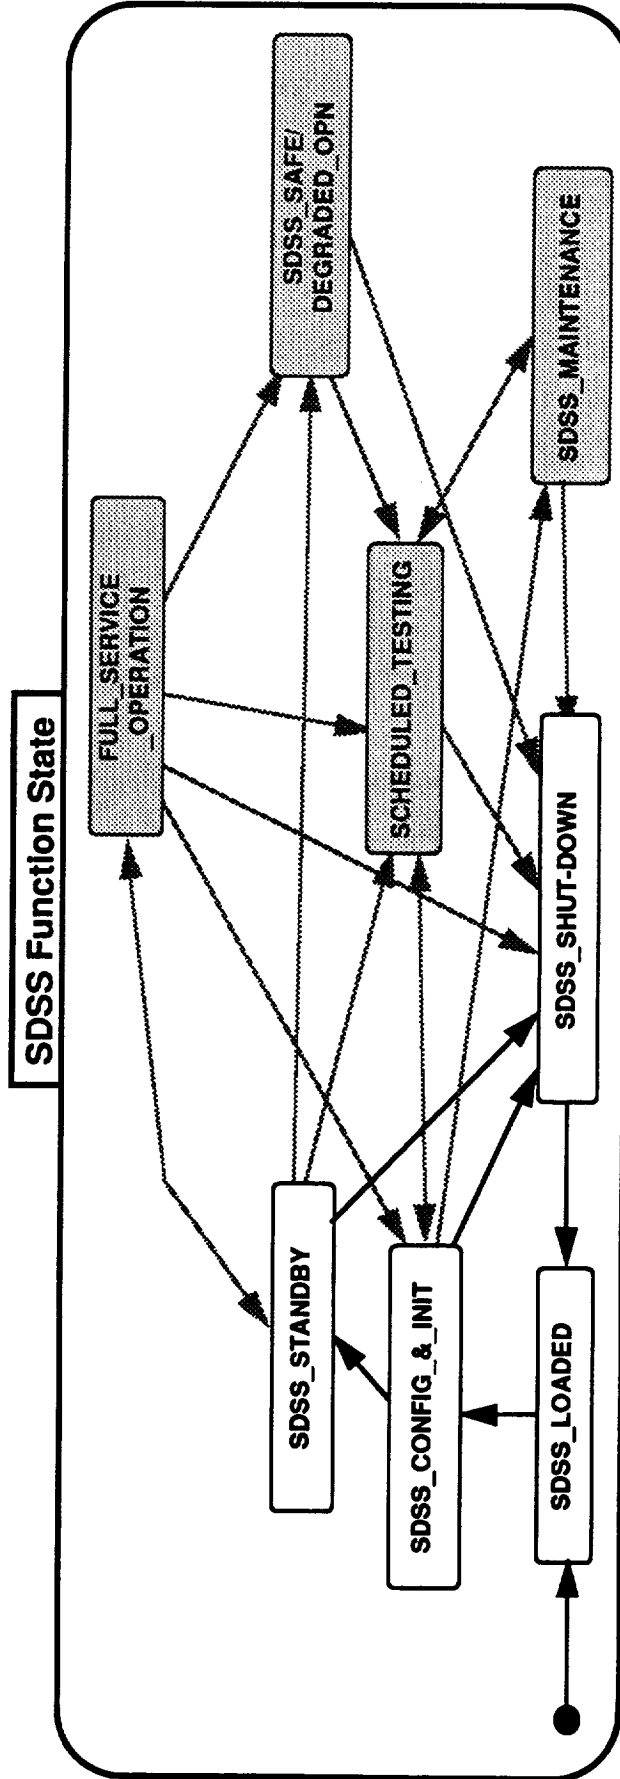 SDSS Function State
FULL_SERVICE
_OPERATION
SDSS_SAFE/
DEGRADED_OPN
SDSS_STANDBY
SCHEDULED_TESTING
SDSS_CONFIG_&_INIT
SDSS_LOADED
SDSS_SHUT-DOWN
SDSS_MAINTENANCE